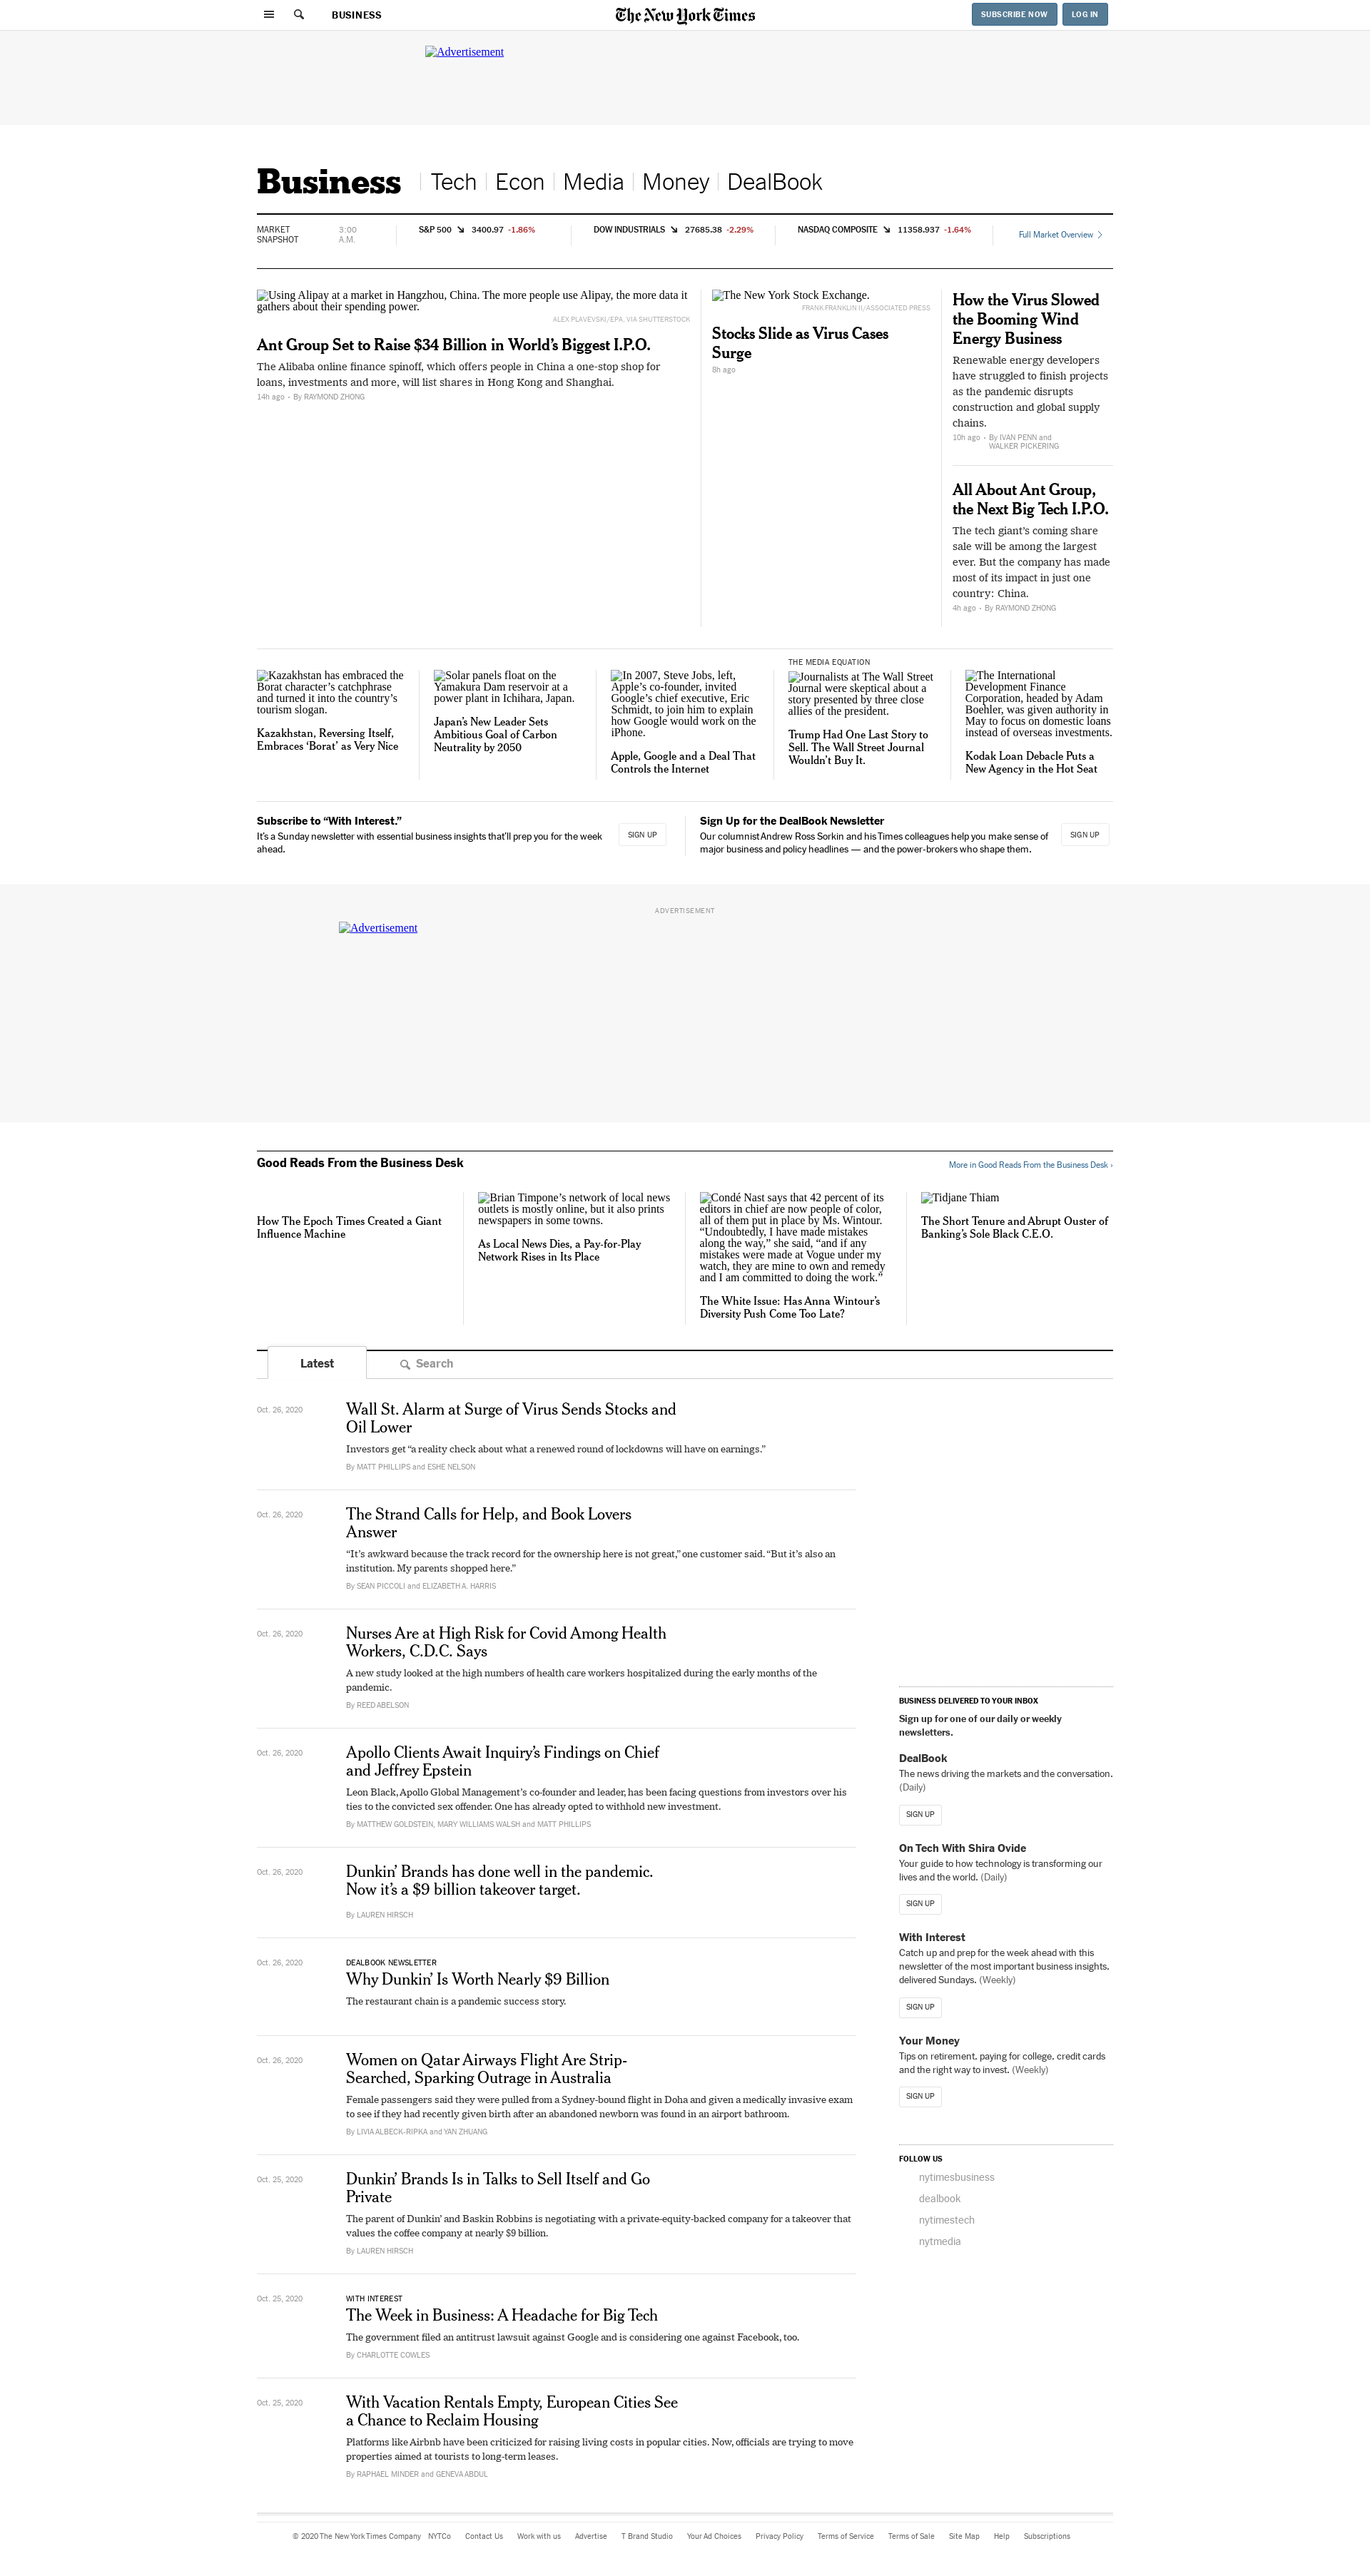 BUSINESS
The New York Times
SUBSCRIBE NOW
LOG IN
Advertisement
Business
Tech
Econ
Media
Money
DealBook
MARKET
SNAPSHOT
3:00
A.M.
S&P 500 3400.97 -1.86%
DOW INDUSTRIALS 27685.38 -2.29%
NASDAQ COMPOSITE 11358.937 -1.64%
Full Market Overview
Using Alipay at a market in Hangzhou, China. The more people use Alipay, the more data it
gathers about their spending power.
ALEX PLAVEVSKI/EPA, VIA SHUTTERSTOCK
Ant Group Set to Raise $34 Billion in World’s Biggest I.P.O.
The Alibaba online finance spinoff, which offers people in China a one-stop shop for
loans, investments and more, will list shares in Hong Kong and Shanghai.
14h ago • By RAYMOND ZHONG
The New York Stock Exchange.
FRANK FRANKLIN II/ASSOCIATED PRESS
Stocks Slide as Virus Cases
Surge
8h ago
How the Virus Slowed
the Booming Wind
Energy Business
Renewable energy developers
have struggled to finish projects
as the pandemic disrupts
construction and global supply
chains.
10h ago • By IVAN PENN and
WALKER PICKERING
All About Ant Group,
the Next Big Tech I.P.O.
The tech giant’s coming share
sale will be among the largest
ever. But the company has made
most of its impact in just one
country: China.
4h ago • By RAYMOND ZHONG
Kazakhstan has embraced the
Borat character’s catchphrase
and turned it into the country’s
tourism slogan.
Kazakhstan, Reversing Itself,
Embraces ‘Borat’ as Very Nice
Solar panels float on the
Yamakura Dam reservoir at a
power plant in Ichihara, Japan.
Japan’s New Leader Sets
Ambitious Goal of Carbon
Neutrality by 2050
In 2007, Steve Jobs, left,
Apple’s co-founder, invited
Google’s chief executive, Eric
Schmidt, to join him to explain
how Google would work on the
iPhone.
Apple, Google and a Deal That
Controls the Internet
THE MEDIA EQUATION
Journalists at The Wall Street
Journal were skeptical about a
story presented by three close
allies of the president.
Trump Had One Last Story to
Sell. The Wall Street Journal
Wouldn’t Buy It.
The International
Development Finance
Corporation, headed by Adam
Boehler, was given authority in
May to focus on domestic loans
instead of overseas investments.
Kodak Loan Debacle Puts a
New Agency in the Hot Seat
Subscribe to “With Interest.”
It’s a Sunday newsletter with essential business insights that’ll prep you for the week
ahead.
SIGN UP
Sign Up for the DealBook Newsletter
Our columnist Andrew Ross Sorkin and his Times colleagues help you make sense of
major business and policy headlines — and the power-brokers who shape them.
SIGN UP
ADVERTISEMENT
Advertisement
Good Reads From the Business Desk
More in Good Reads From the Business Desk ›
How The Epoch Times Created a Giant
Influence Machine
Brian Timpone’s network of local news
outlets is mostly online, but it also prints
newspapers in some towns.
As Local News Dies, a Pay-for-Play
Network Rises in Its Place
Condé Nast says that 42 percent of its
editors in chief are now people of color,
all of them put in place by Ms. Wintour.
“Undoubtedly, I have made mistakes
along the way,” she said, “and if any
mistakes were made at Vogue under my
watch, they are mine to own and remedy
and I am committed to doing the work.”
The White Issue: Has Anna Wintour’s
Diversity Push Come Too Late?
Tidjane Thiam
The Short Tenure and Abrupt Ouster of
Banking’s Sole Black C.E.O.
Latest
Search
Oct. 26, 2020
Wall St. Alarm at Surge of Virus Sends Stocks and
Oil Lower
Investors get “a reality check about what a renewed round of lockdowns will have on earnings.”
By MATT PHILLIPS and ESHE NELSON
Oct. 26, 2020
The Strand Calls for Help, and Book Lovers
Answer
“It’s awkward because the track record for the ownership here is not great,” one customer said. “But it’s also an
institution. My parents shopped here.”
By SEAN PICCOLI and ELIZABETH A. HARRIS
Oct. 26, 2020
Nurses Are at High Risk for Covid Among Health
Workers, C.D.C. Says
A new study looked at the high numbers of health care workers hospitalized during the early months of the
pandemic.
By REED ABELSON
Oct. 26, 2020
Apollo Clients Await Inquiry’s Findings on Chief
and Jeffrey Epstein
Leon Black, Apollo Global Management’s co-founder and leader, has been facing questions from investors over his
ties to the convicted sex offender. One has already opted to withhold new investment.
By MATTHEW GOLDSTEIN, MARY WILLIAMS WALSH and MATT PHILLIPS
Oct. 26, 2020
Dunkin’ Brands has done well in the pandemic.
Now it’s a $9 billion takeover target.
By LAUREN HIRSCH
Oct. 26, 2020
DEALBOOK NEWSLETTER
Why Dunkin’ Is Worth Nearly $9 Billion
The restaurant chain is a pandemic success story.
Oct. 26, 2020
Women on Qatar Airways Flight Are Strip-
Searched, Sparking Outrage in Australia
Female passengers said they were pulled from a Sydney-bound flight in Doha and given a medically invasive exam
to see if they had recently given birth after an abandoned newborn was found in an airport bathroom.
By LIVIA ALBECK-RIPKA and YAN ZHUANG
Oct. 25, 2020
Dunkin’ Brands Is in Talks to Sell Itself and Go
Private
The parent of Dunkin’ and Baskin Robbins is negotiating with a private-equity-backed company for a takeover that
values the coffee company at nearly $9 billion.
By LAUREN HIRSCH
Oct. 25, 2020
WITH INTEREST
The Week in Business: A Headache for Big Tech
The government filed an antitrust lawsuit against Google and is considering one against Facebook, too.
By CHARLOTTE COWLES
Oct. 25, 2020
With Vacation Rentals Empty, European Cities See
a Chance to Reclaim Housing
Platforms like Airbnb have been criticized for raising living costs in popular cities. Now, officials are trying to move
properties aimed at tourists to long-term leases.
By RAPHAEL MINDER and GENEVA ABDUL
BUSINESS DELIVERED TO YOUR INBOX
Sign up for one of our daily or weekly
newsletters.
DealBook
The news driving the markets and the conversation.
(Daily)
SIGN UP
On Tech With Shira Ovide
Your guide to how technology is transforming our
lives and the world. (Daily)
SIGN UP
With Interest
Catch up and prep for the week ahead with this
newsletter of the most important business insights,
delivered Sundays. (Weekly)
SIGN UP
Your Money
Tips on retirement, paying for college, credit cards
and the right way to invest. (Weekly)
SIGN UP
FOLLOW US
nytimesbusiness
dealbook
nytimestech
nytmedia
© 2020 The New York Times Company NYTCo Contact Us Work with us Advertise T Brand Studio Your Ad Choices Privacy Policy Terms of Service Terms of Sale Site Map Help Subscriptions